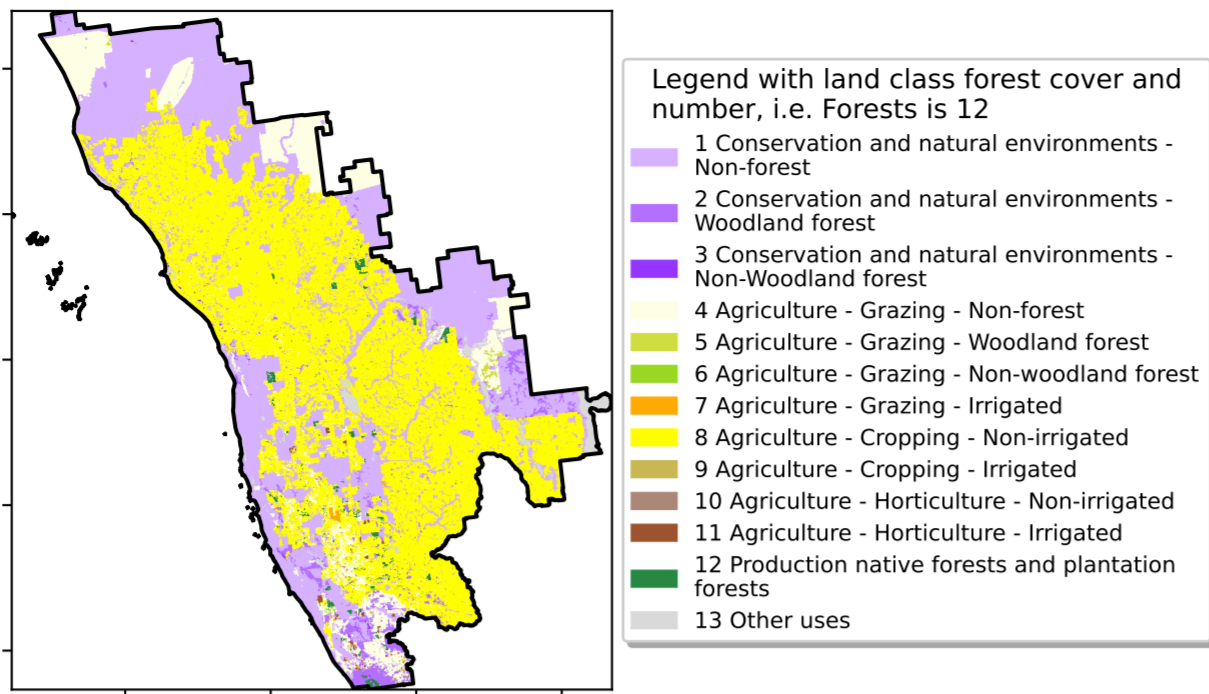 Legend with land class forest cover and
number, i.e. Forests is 12
1 Conservation and natural environments -
Non-forest
2 Conservation and natural environments -
Woodland forest
3 Conservation and natural environments -
Non-Woodland forest
4 Agriculture - Grazing - Non-forest
5 Agriculture - Grazing - Woodland forest
6 Agriculture - Grazing - Non-woodland forest
7 Agriculture - Grazing - Irrigated
8 Agriculture - Cropping - Non-irrigated
9 Agriculture - Cropping - Irrigated
10 Agriculture - Horticulture - Non-irrigated
11 Agriculture - Horticulture - Irrigated
12 Production native forests and plantation
forests
13 Other uses